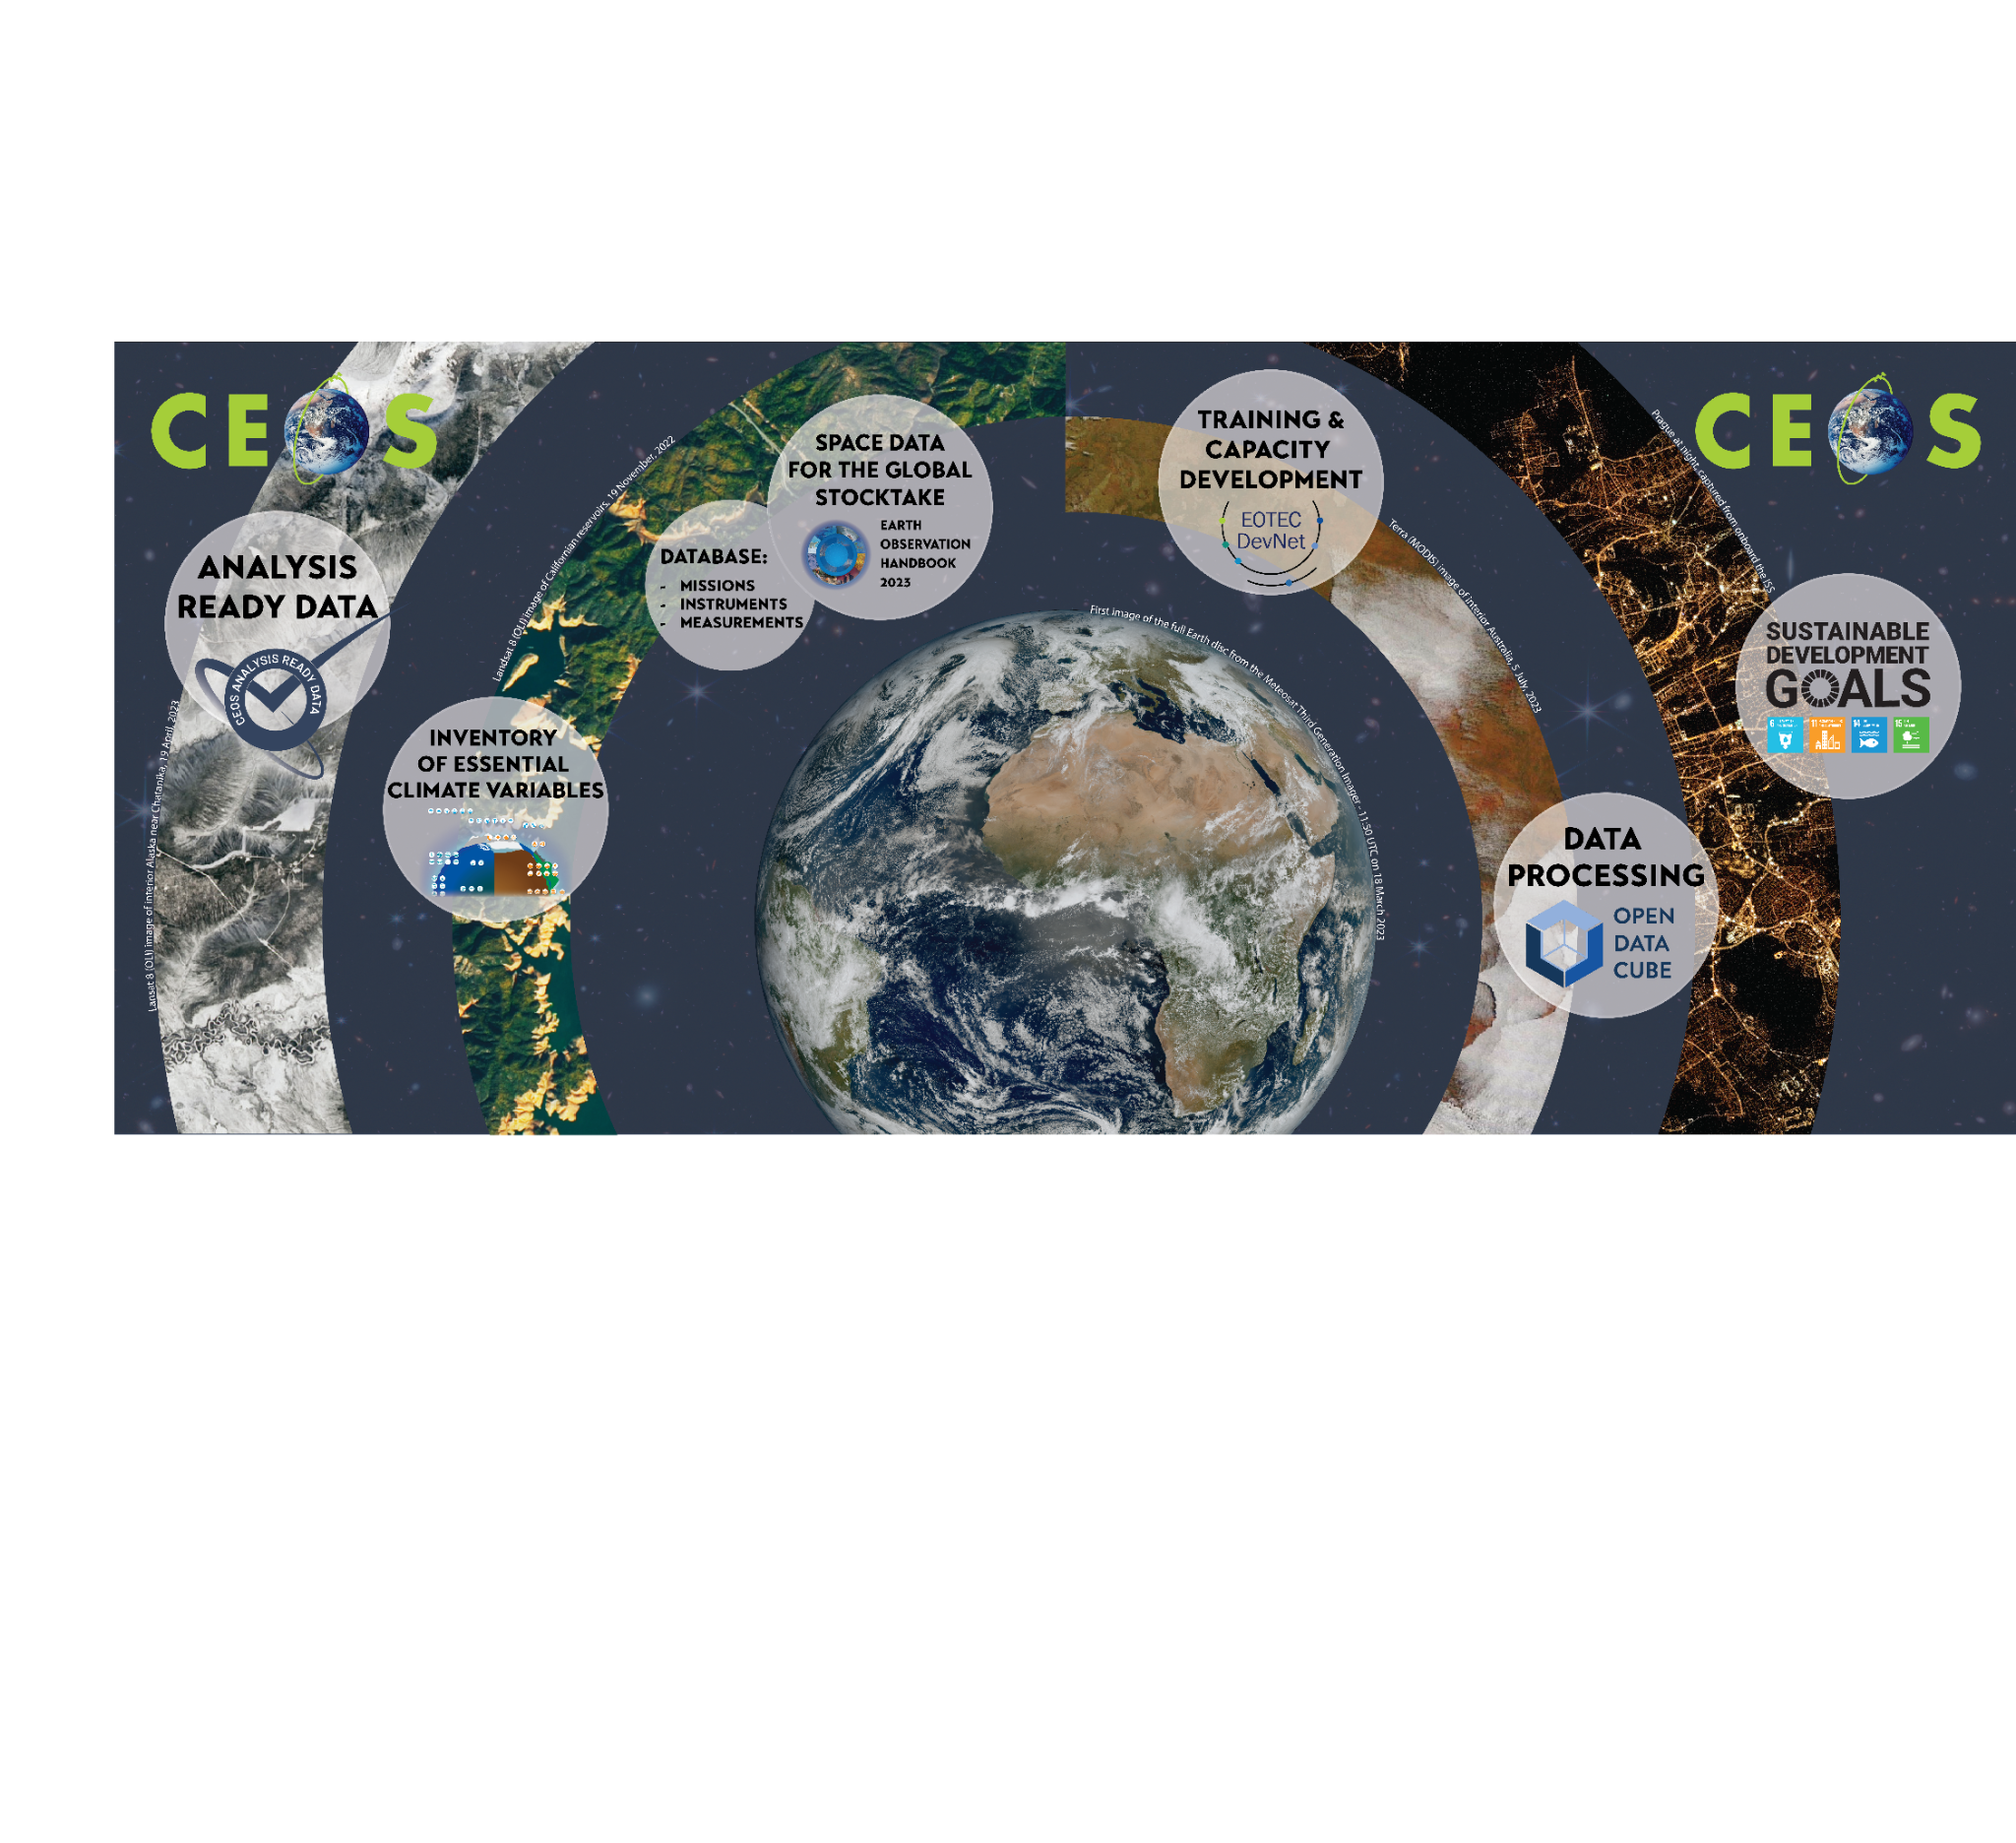 CEOS
ANALYSIS
READY DATA
CEOS ANALYSIS READY DATA
Lansat 8 (OLI) image of interior Alaska near Chatanika, 19 April, 2023
INVENTORY
OF ESSENTIAL
CLIMATE VARIABLES
Landsat 8 (OLI) image of Californian reservoirs, 19 November, 2022
DATABASE:
- MISSIONS
- INSTRUMENTS
- MEASUREMENTS
SPACE DATA
FOR THE GLOBAL
STOCKTAKE
EARTH
OBSERVATION
HANDBOOK
2023
First image of the full Earth disc from the Meteosat Third Generation Imager - 11:50 UTC on 18 March 2023
TRAINING &
CAPACITY
DEVELOPMENT
EOTEC
DevNet
Terra (MODIS) image of interior Australia, 5 July, 2023
DATA
PROCESSING
OPEN
DATA
CUBE
Prague at night, captured from onboard the ISS
CEOS
SUSTAINABLE
DEVELOPMENT
GOALS
6
11
14
15